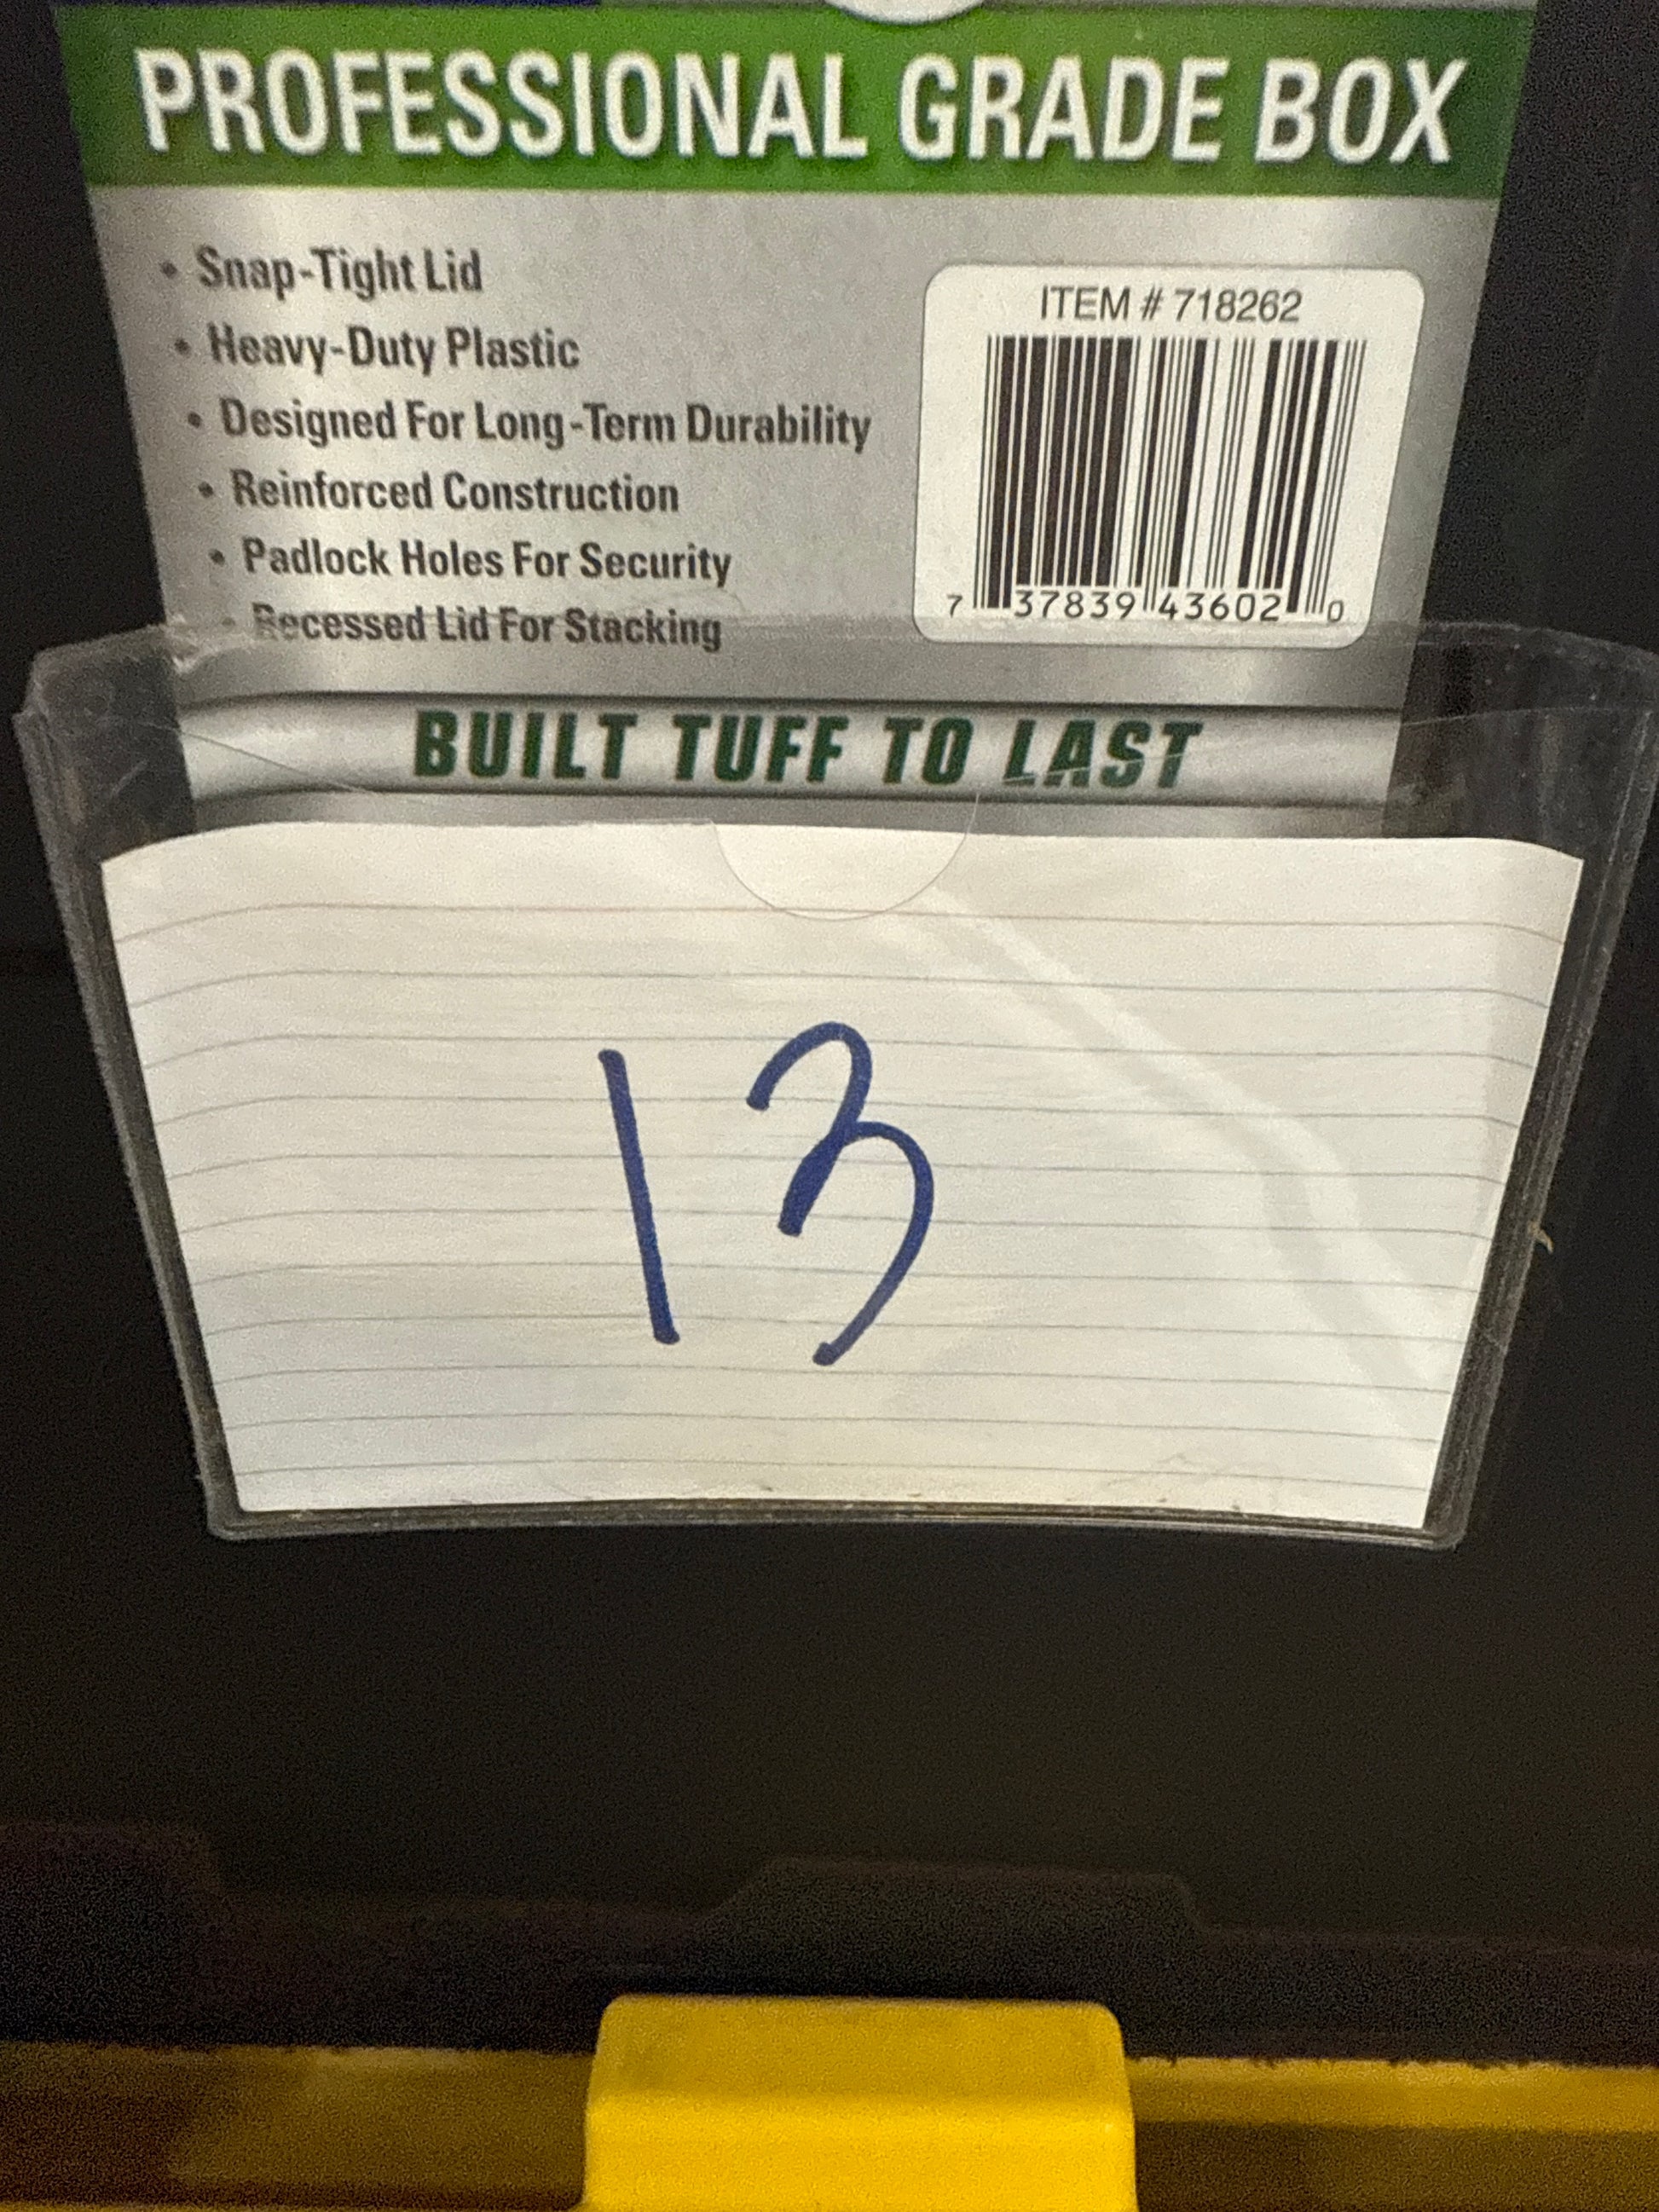 PROFESSIONAL GRADE BOX
• Snap-Tight Lid
• Heavy-Duty Plastic
• Designed For Long-Term Durability
• Reinforced Construction
• Padlock Holes For Security
• Recessed Lid For Stacking
ITEM # 718262
7 37839 43602 0
BUILT TUFF TO LAST
13